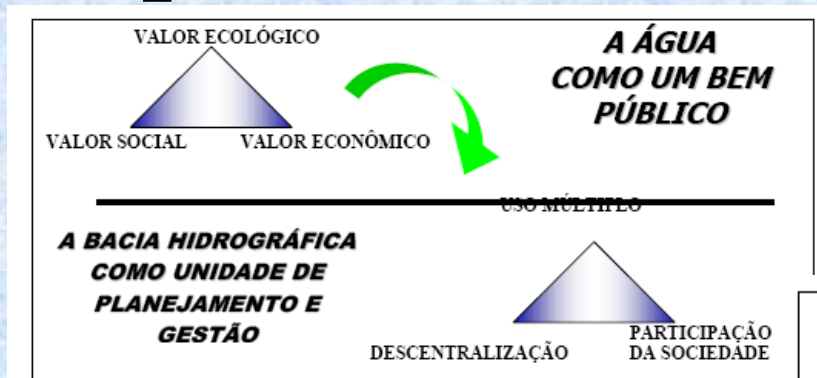 VALOR ECOLÓGICO
VALOR SOCIAL
VALOR ECONÔMICO
A ÁGUA
COMO UM BEM
PÚBLICO
USO MÚLTIPLO
A BACIA HIDROGRÁFICA
COMO UNIDADE DE
PLANEJAMENTO E
GESTÃO
DESCENTRALIZAÇÃO
PARTICIPAÇÃO
DA SOCIEDADE